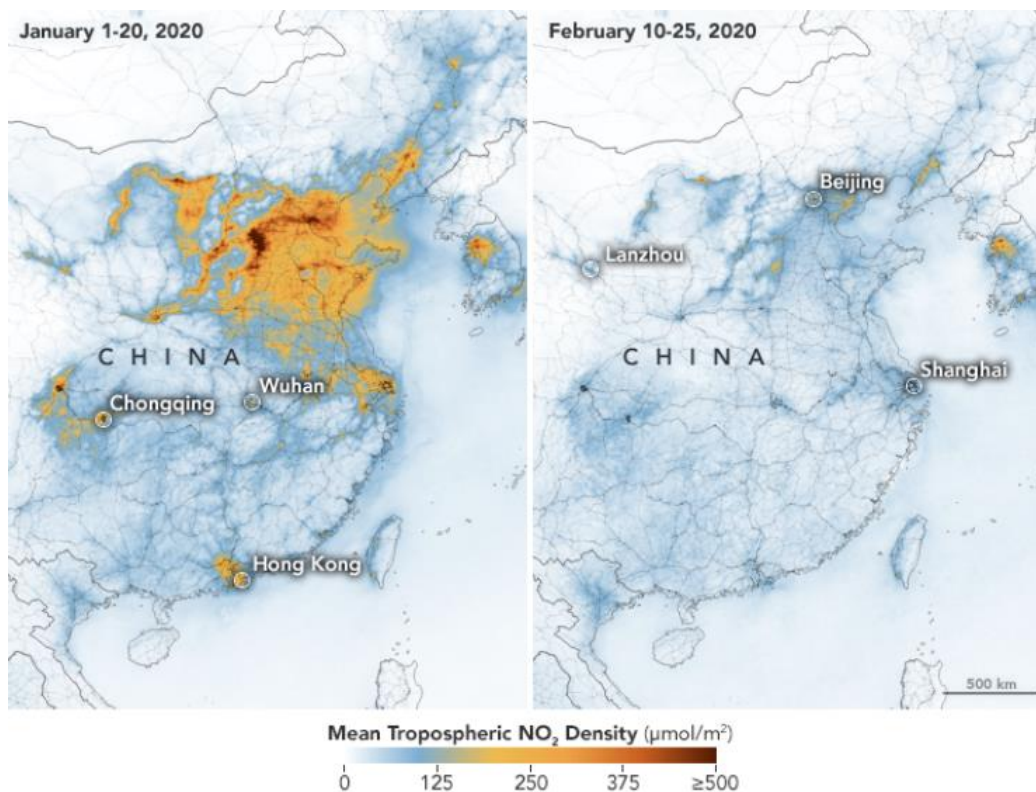 January 1-20, 2020
CHINA
Wuhan
Chongqing
Hong Kong
February 10-25, 2020
Beijing
Lanzhou
CHINA
Shanghai
500 km
Mean Tropospheric NO₂ Density (µmol/m²)
0 125 250 375 ≥500